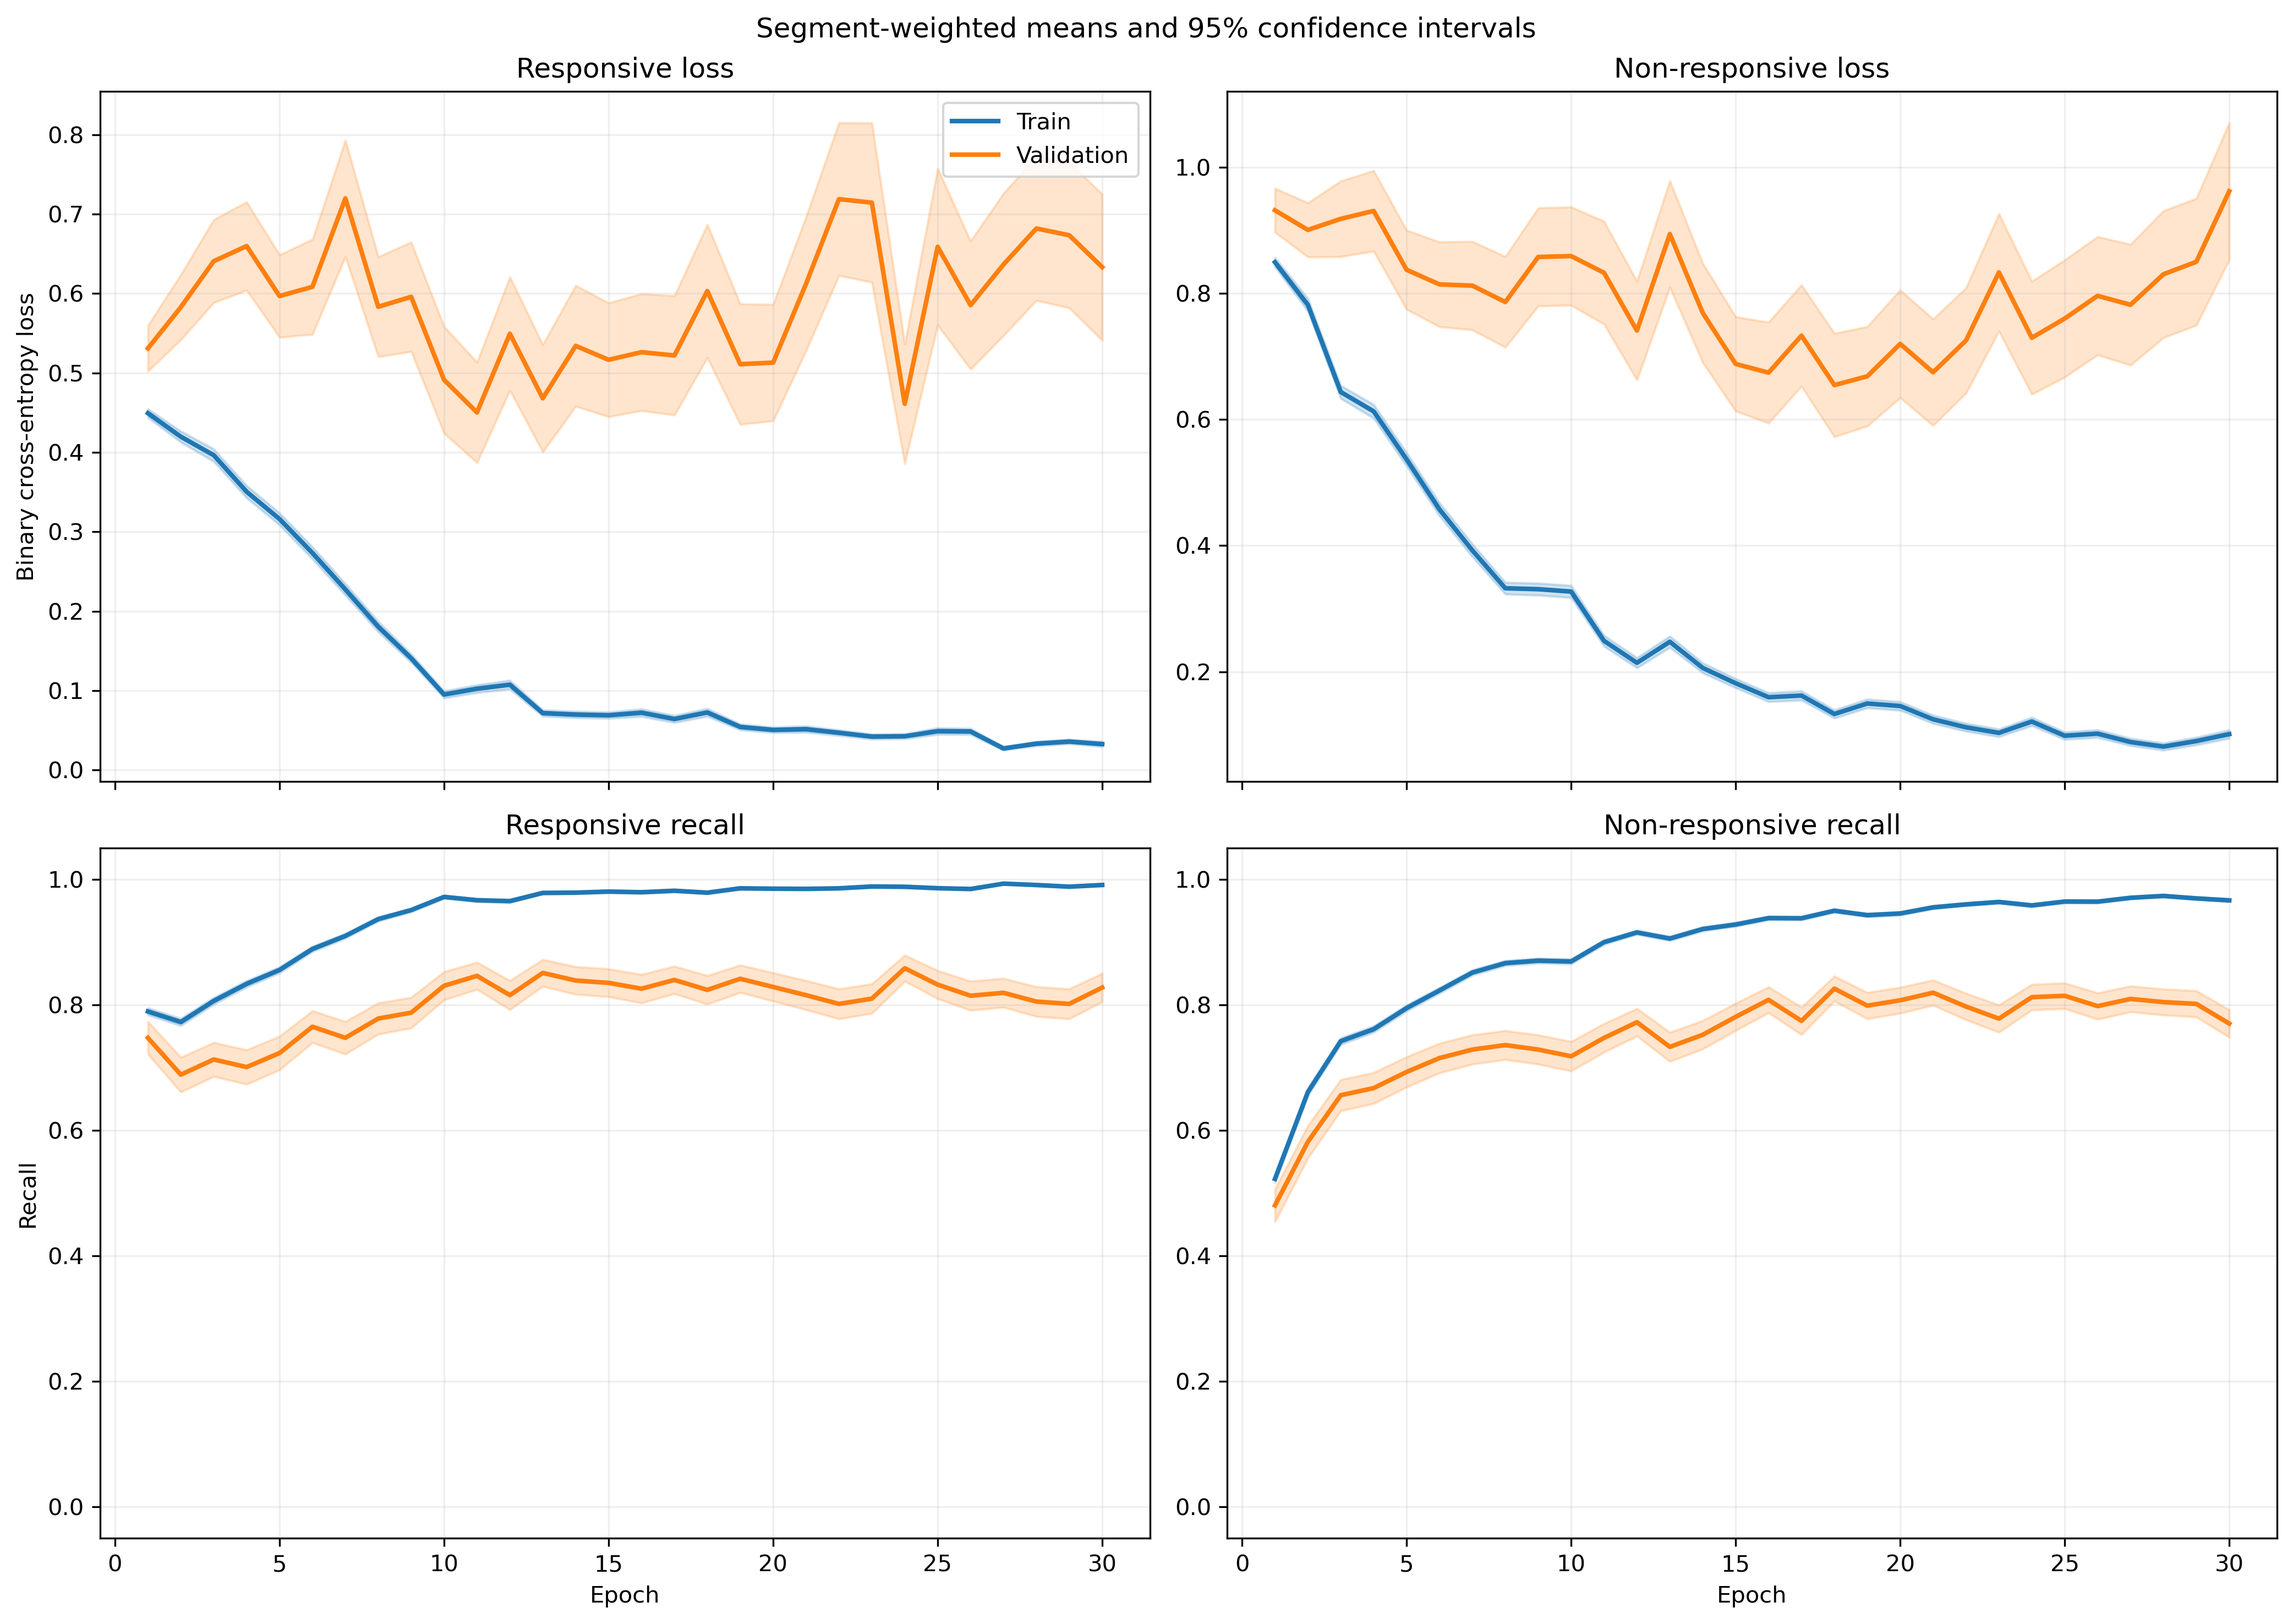 Segment-weighted means and 95% confidence intervals
Responsive loss
Non-responsive loss
Train
Validation
Binary cross-entropy loss
0.8
0.7
0.6
0.5
0.4
0.3
0.2
0.1
0.0
1.0
0.8
0.6
0.4
0.2
Responsive recall
Non-responsive recall
Recall
1.0
0.8
0.6
0.4
0.2
0.0
0 5 10 15 20 25 30
Epoch
1.0
0.8
0.6
0.4
0.2
0.0
0 5 10 15 20 25 30
Epoch